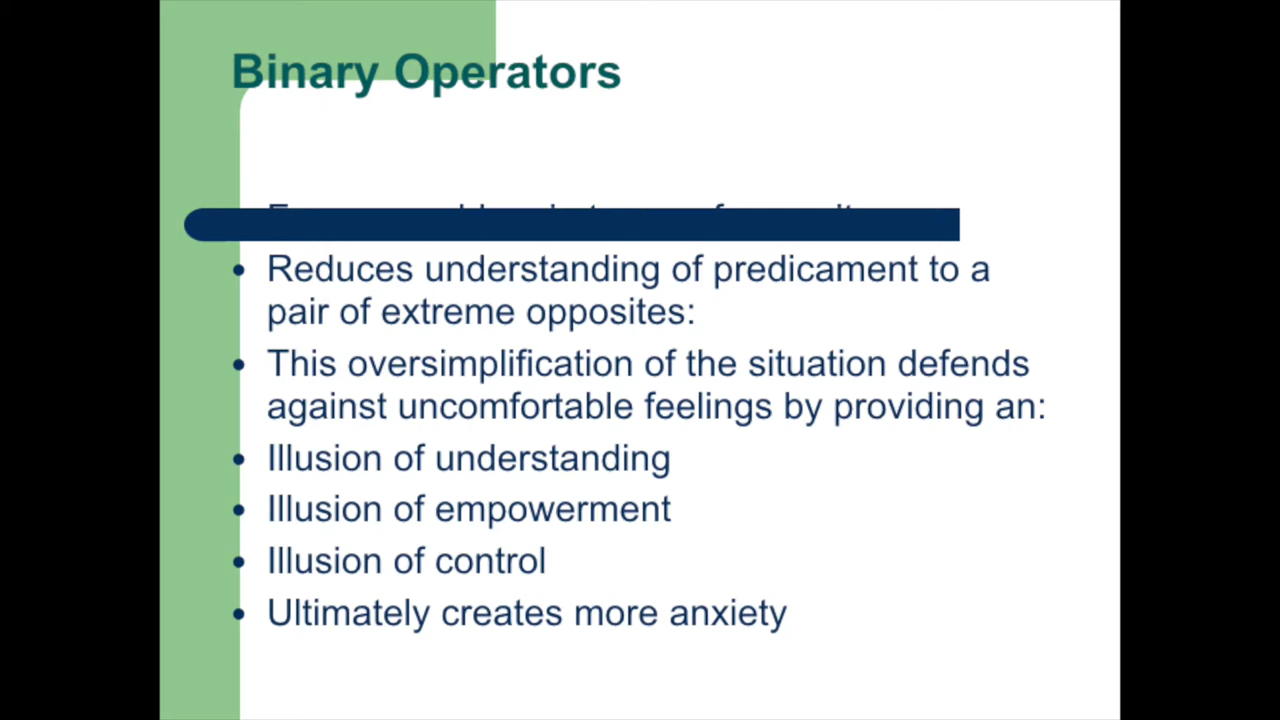 Binary Operators
• Reduces understanding of predicament to a
pair of extreme opposites:
• This oversimplification of the situation defends
against uncomfortable feelings by providing an:
• Illusion of understanding
• Illusion of empowerment
• Illusion of control
• Ultimately creates more anxiety